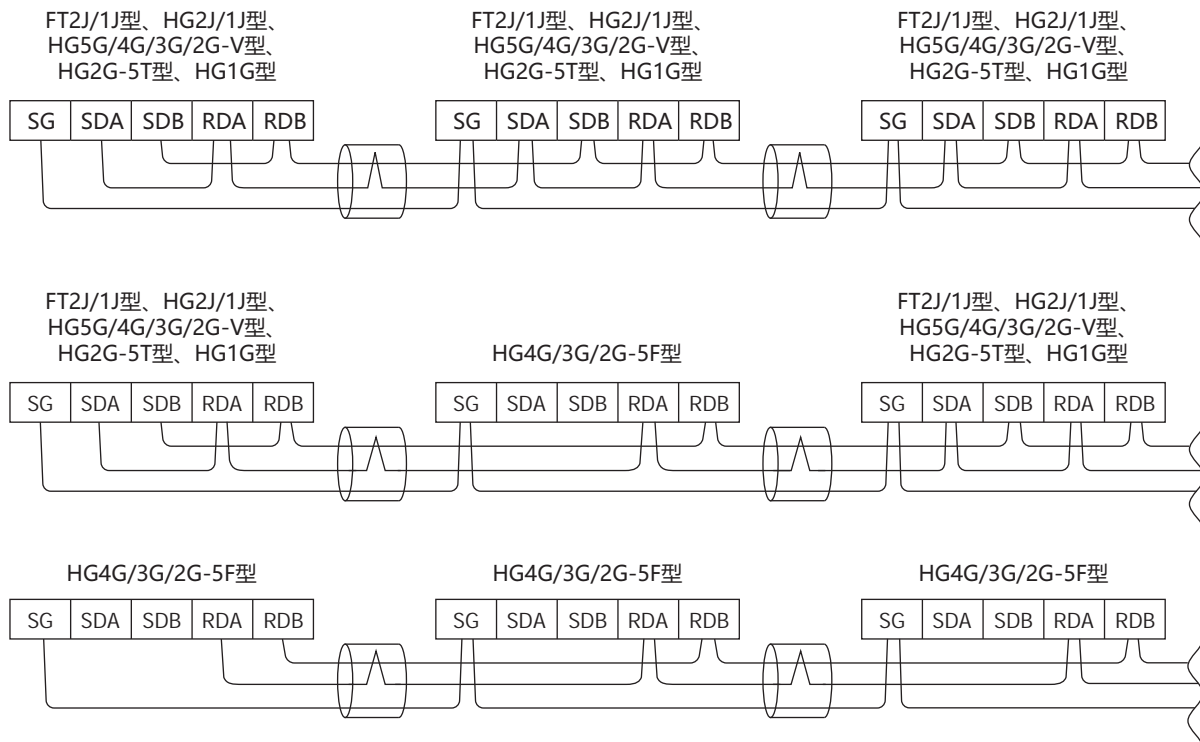 FT2J/1J型、HG2J/1J型、
HG5G/4G/3G/2G-V型、
HG2G-5T型、HG1G型
FT2J/1J型、HG2J/1J型、
HG5G/4G/3G/2G-V型、
HG2G-5T型、HG1G型
FT2J/1J型、HG2J/1J型、
HG5G/4G/3G/2G-V型、
HG2G-5T型、HG1G型
SG SDA SDB RDA RDB
SG SDA SDB RDA RDB
SG SDA SDB RDA RDB
FT2J/1J型、HG2J/1J型、
HG5G/4G/3G/2G-V型、
HG2G-5T型、HG1G型
HG4G/3G/2G-5F型
FT2J/1J型、HG2J/1J型、
HG5G/4G/3G/2G-V型、
HG2G-5T型、HG1G型
SG SDA SDB RDA RDB
SG SDA SDB RDA RDB
SG SDA SDB RDA RDB
HG4G/3G/2G-5F型
HG4G/3G/2G-5F型
HG4G/3G/2G-5F型
SG SDA SDB RDA RDB
SG SDA SDB RDA RDB
SG SDA SDB RDA RDB